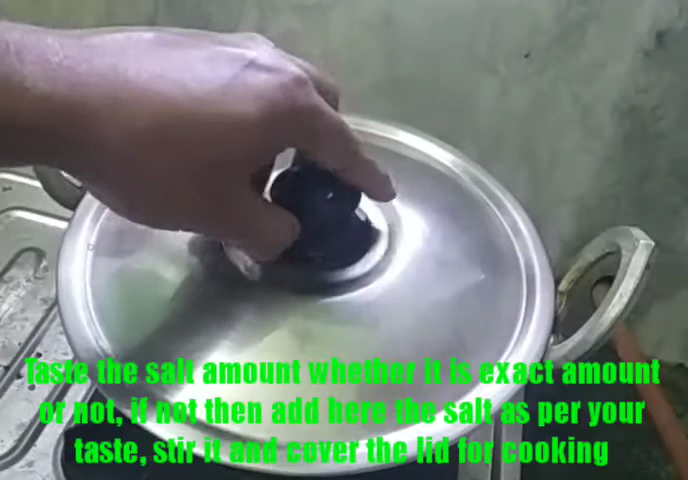 Taste the salt amount whether it is exact amount
or not, if not then add here the salt as per your
taste, stir it and cover the lid for cooking